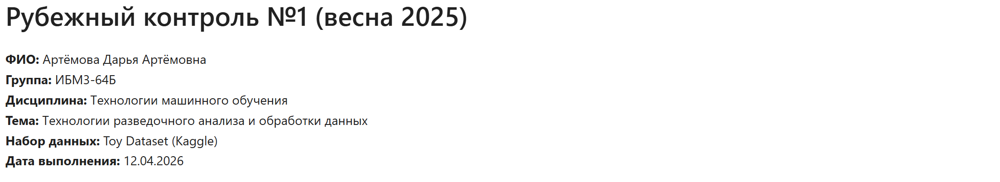 Рубежный контроль №1 (весна 2025)
ФИО: Артёмова Дарья Артёмовна
Группа: ИБМ3-64Б
Дисциплина: Технологии машинного обучения
Тема: Технологии разведочного анализа и обработки данных
Набор данных: Toy Dataset (Kaggle)
Дата выполнения: 12.04.2026